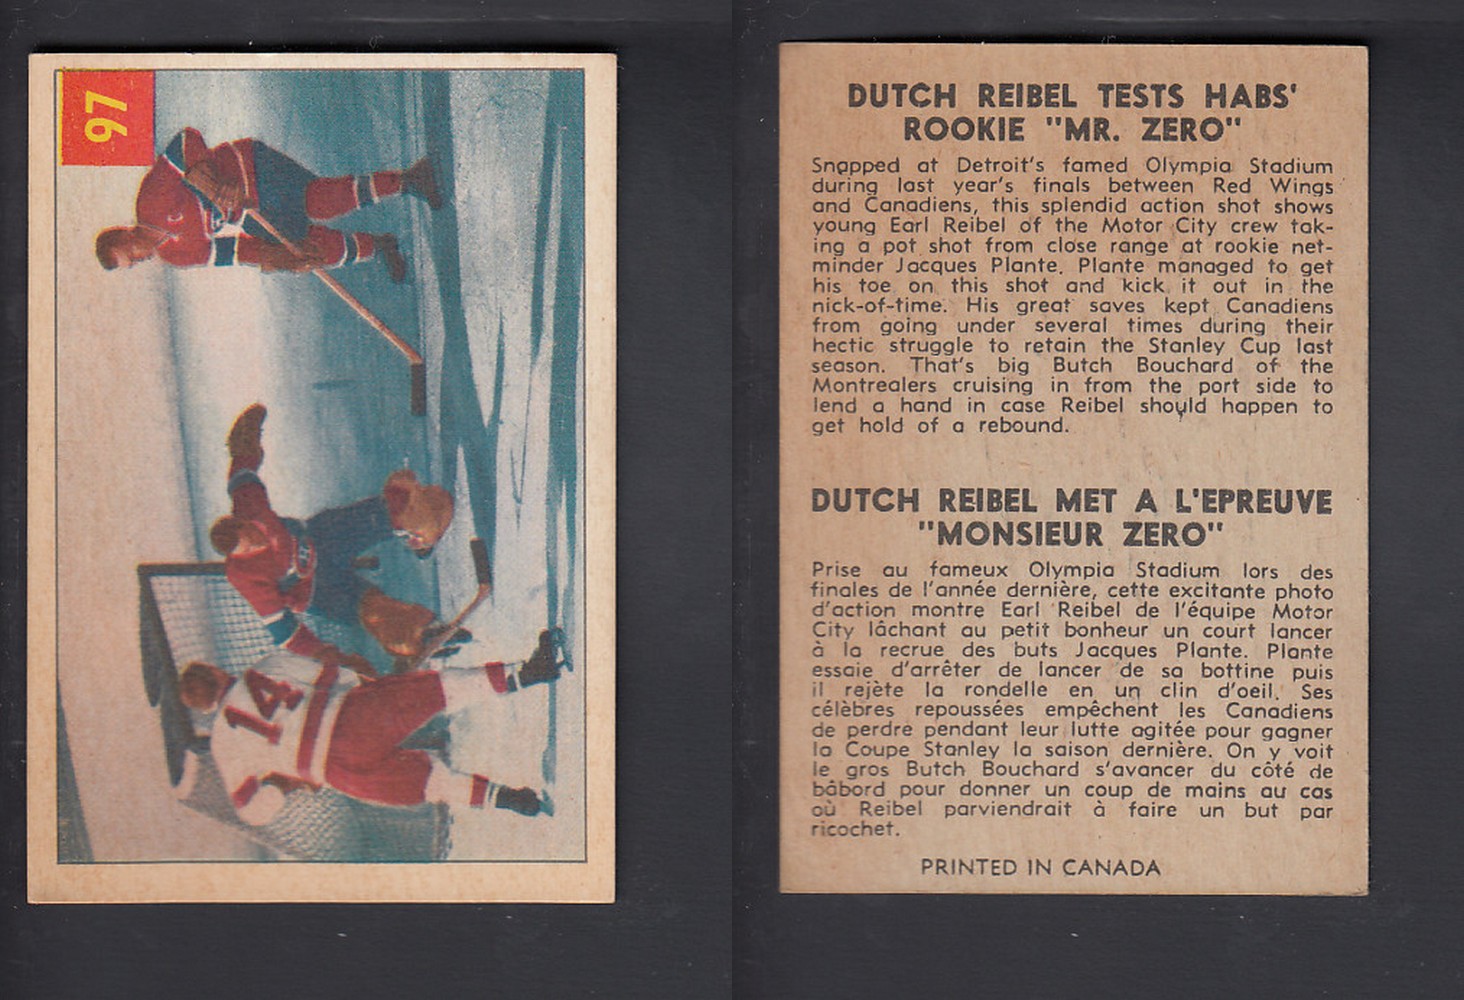 97
14
DUTCH REIBEL TESTS HABS'
ROOKIE "MR. ZERO"
Snapped at Detroit's famed Olympia Stadium
during last year's finals between Red Wings
and Canadiens, this splendid action shot shows
young Earl Reibel of the Motor City crew tak-
ing a pot shot from close range at rookie net-
minder Jacques Plante. Plante managed to get
his toe on this shot and kick it out in the
nick-of-time. His great saves kept Canadiens
from going under several times during their
hectic struggle to retain the Stanley Cup last
season. That's big Butch Bouchard of the
Montrealers cruising in from the port side to
lend a hand in case Reibel should happen to
get hold of a rebound.
DUTCH REIBEL MET A L'EPREUVE
"MONSIEUR ZERO"
Prise au fameux Olympia Stadium lors des
finales de l'année dernière, cette excitante photo
d'action montre Earl Reibel de l'équipe Motor
City lâchant au petit bonheur un court lancer
à la recrue des buts Jacques Plante. Plante
essaie d'arrêter de lancer de sa bottine puis
il rejète la rondelle en un clin d'oeil. Ses
célèbres repoussées empêchent les Canadiens
de perdre pendant leur lutte agitée pour gagner
la Coupe Stanley la saison dernière. On y voit
le gros Butch Bouchard s'avancer du côté de
bâbord pour donner un coup de mains au cas
où Reibel parviendrait à faire un but par
ricochet.
PRINTED IN CANADA